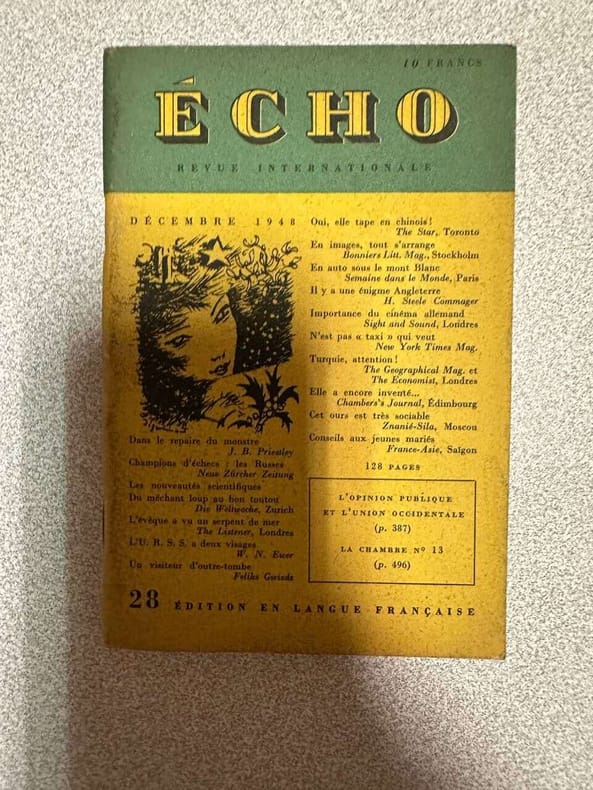 10 FRANCS
ÉCHO
REVUE INTERNATIONALE
DÉCEMBRE 1948
Dans le repaire du monstre
J. B. Priestley
Champions d'échecs : les Russes
Neue Zürcher Zeitung
Les nouveautés scientifiques
Du méchant loup au bon toutou
Die Weltwoche, Zurich
L'évêque a vu un serpent de mer
The Listener, Londres
L'U. R. S. S. a deux visages
W. N. Ewer
Un visiteur d'outre-tombe
Feliks
Oui, elle tape en chinois !
The Star, Toronto
En images, tout s'arrange
Bonniers Litt. Mag., Stockholm
En auto sous le mont Blanc
Semaine dans le Monde, Paris
Il y a une énigme Angleterre
H. Steele Commager
Importance du cinéma allemand
Sight and Sound, Londres
N'est pas « taxi » qui veut
New York Times Mag.
Turquie, attention !
The Geographical Mag. et
The Economist, Londres
Elle a encore inventé...
Chambers's Journal, Édimbourg
Cet ours est très sociable
Znanié-Sila, Moscou
Conseils aux jeunes mariés
France-Asie, Saïgon
128 PAGES
L'OPINION PUBLIQUE
ET L'UNION OCCIDENTALE
(p. 387)
LA CHAMBRE N° 13
(p. 496)
28 ÉDITION EN LANGUE FRANÇAISE